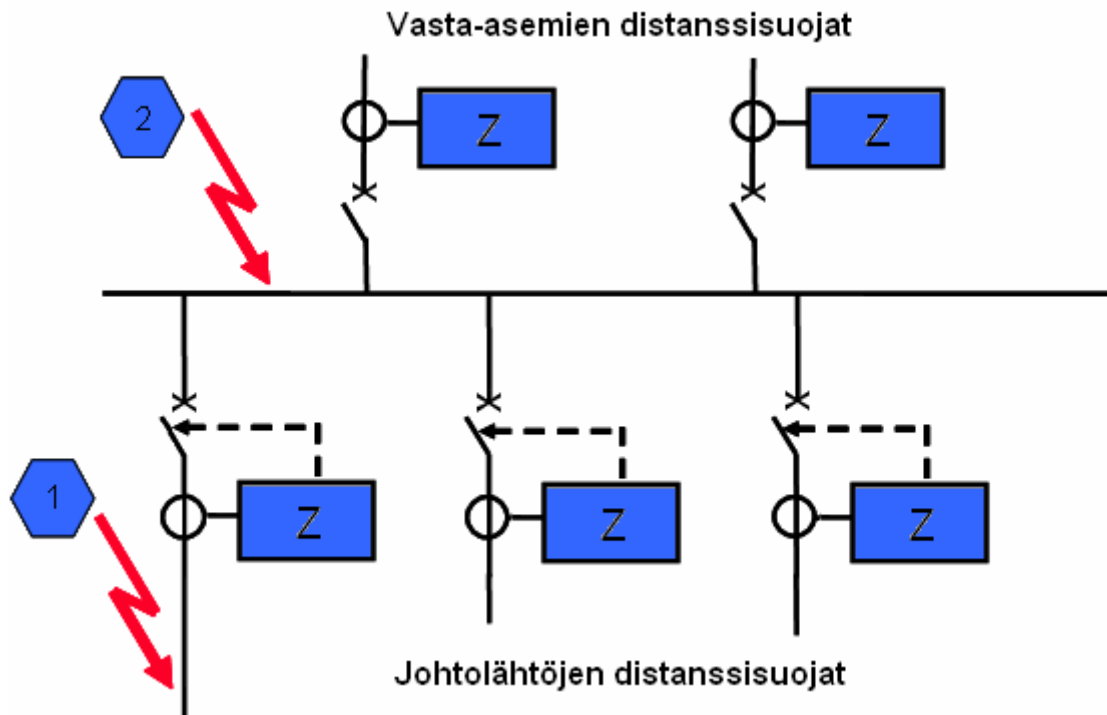 Vasta-asemien distanssisuojat
2
Z
Z
1
Z
Z
Z
Johtolähtöjen distanssisuojat